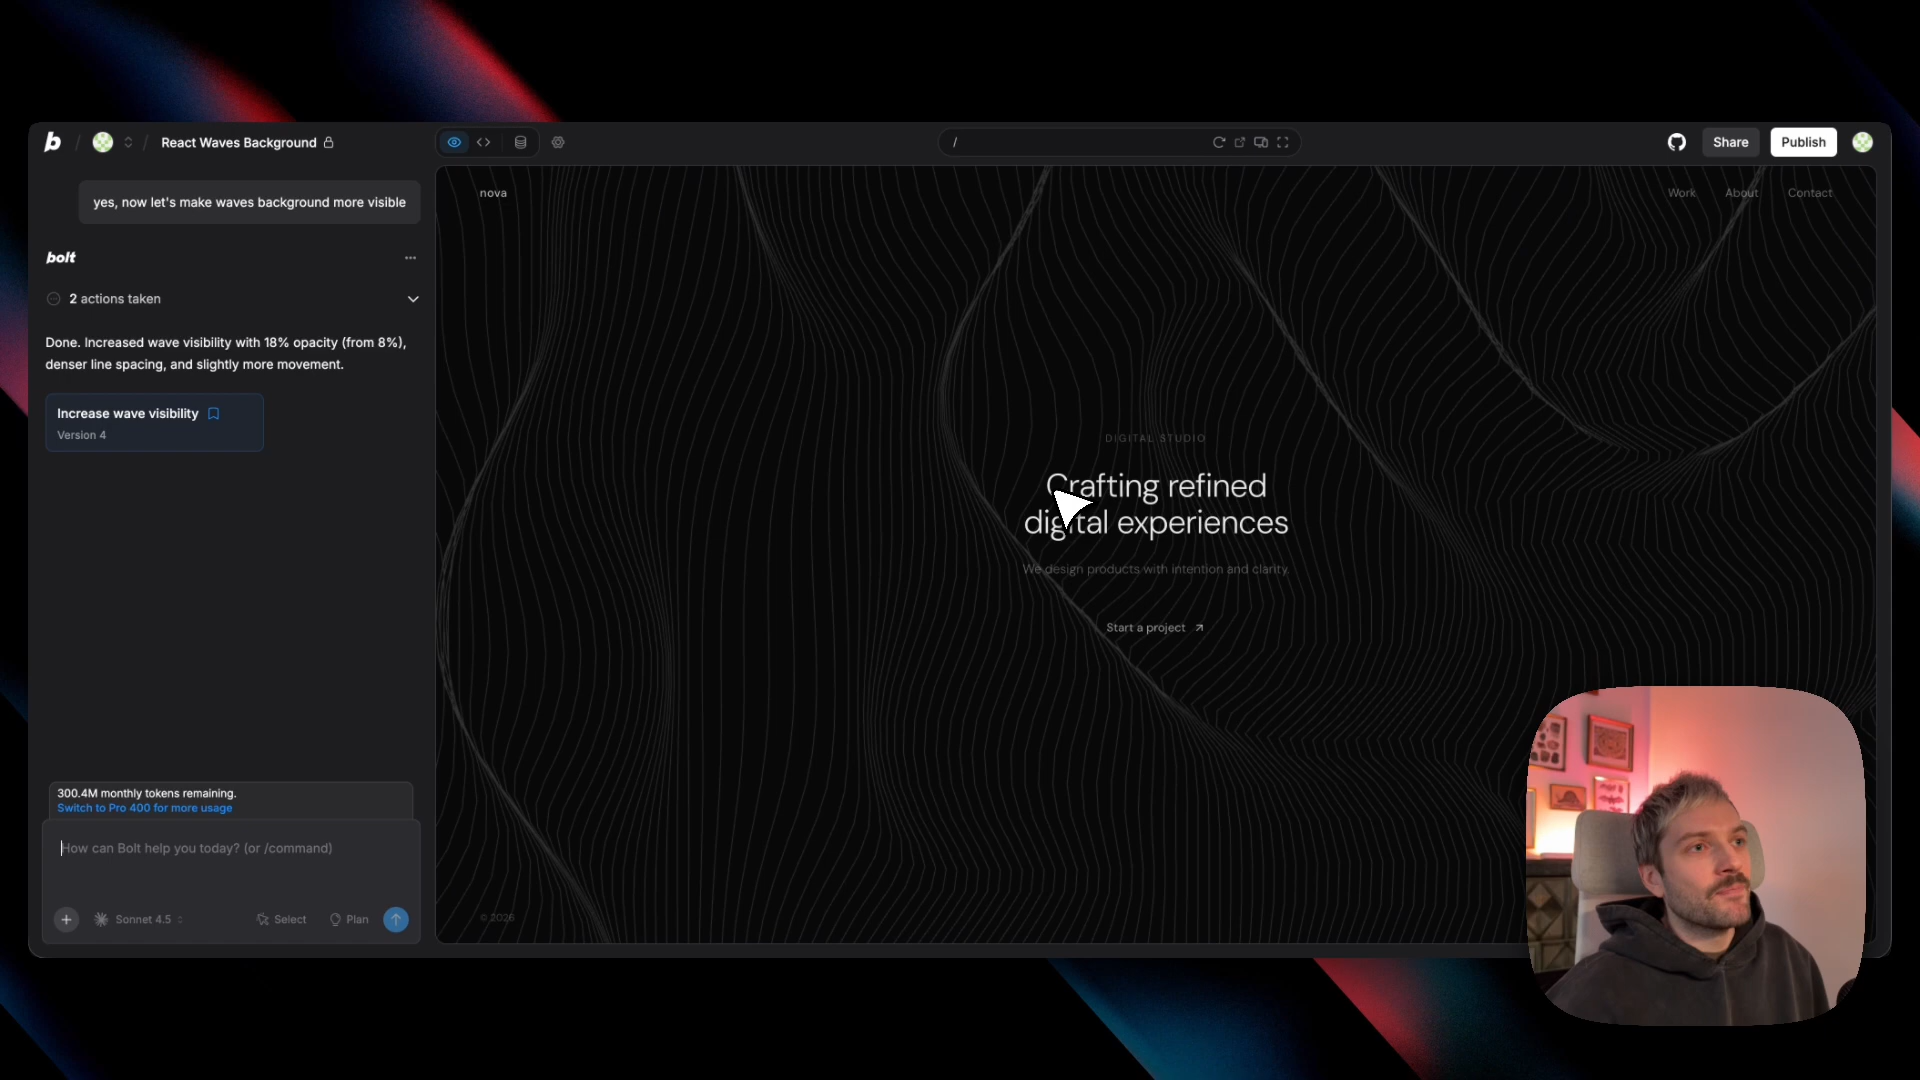 b / / React Waves Background
/
Share
Publish
yes, now let's make waves background more visible
bolt
2 actions taken
Done. Increased wave visibility with 18% opacity (from 8%),
denser line spacing, and slightly more movement.
Increase wave visibility
Version 4
300.4M monthly tokens remaining.
Switch to Pro 400 for more usage
How can Bolt help you today? (or /command)
Sonnet 4.5
Select
Plan
nova
Work
About
Contact
DIGITAL STUDIO
Crafting refined
digital experiences
We design products with intention and clarity.
Start a project
© 2026